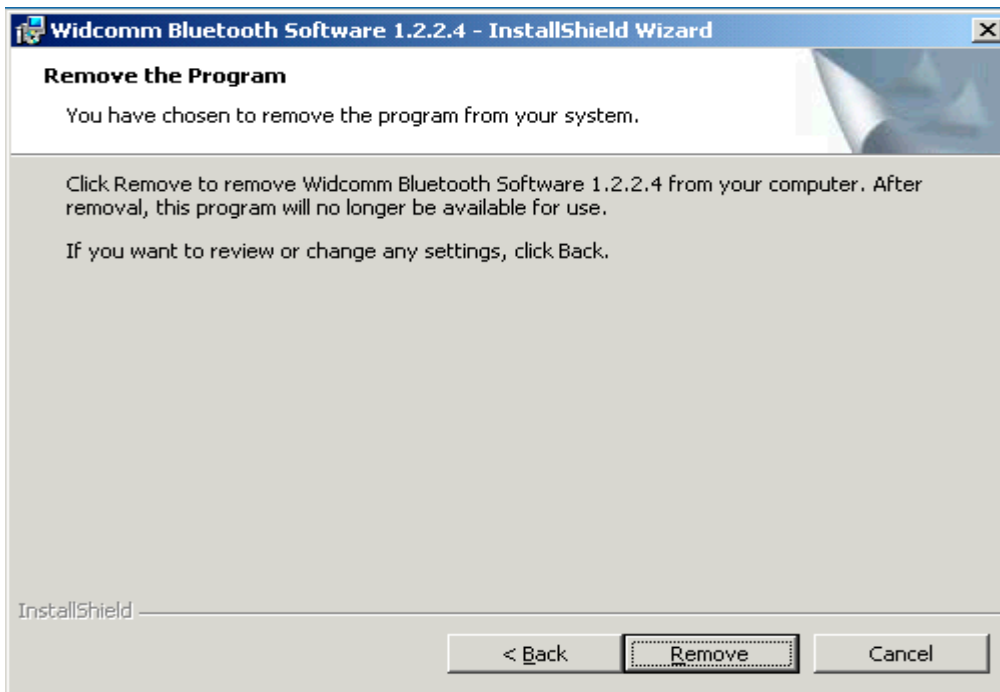 Widcomm Bluetooth Software 1.2.2.4 - InstallShield Wizard
Remove the Program
You have chosen to remove the program from your system.
Click Remove to remove Widcomm Bluetooth Software 1.2.2.4 from your computer. After
removal, this program will no longer be available for use.
If you want to review or change any settings, click Back.
InstallShield
< Back
Remove
Cancel